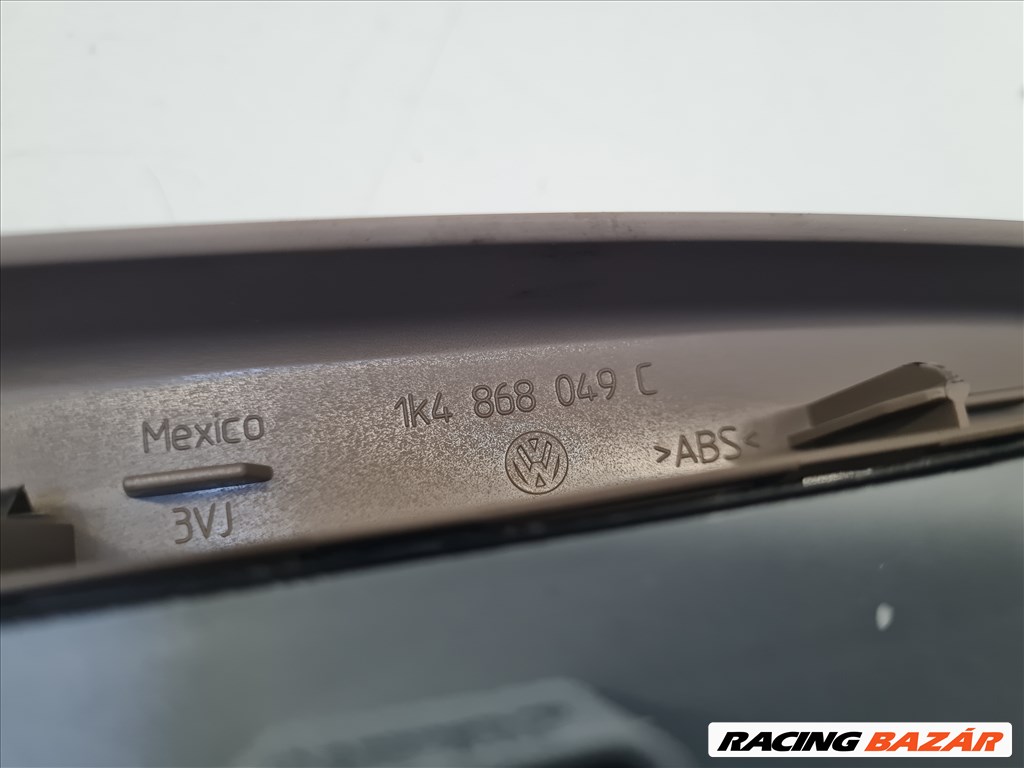 Mexico
1K4 868 049 C
>ABS<
3VJ
RACING BAZÁR